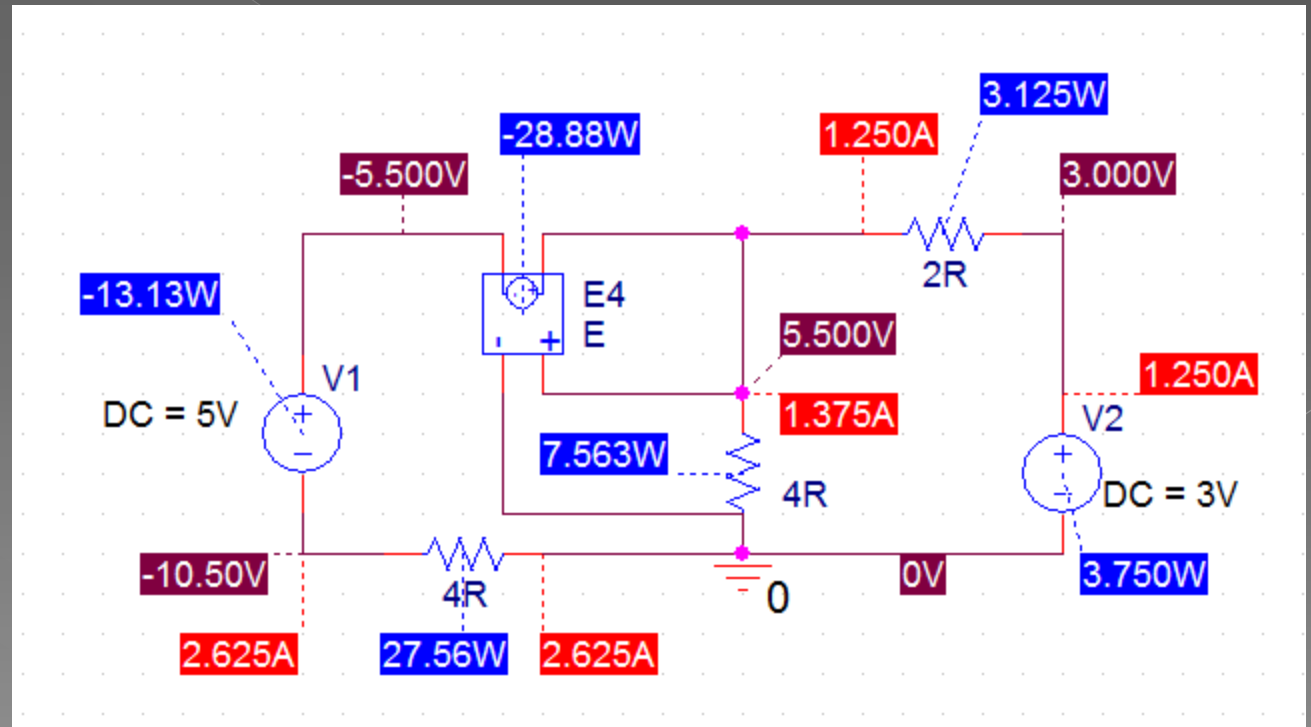 3.125W
-28.88W
1.250A
-5.500V
3.000V
2R
-13.13W
E4
E
- +
5.500V
V1
1.250A
DC = 5V
1.375A
V2
7.563W
4R
DC = 3V
-10.50V
4R
0V
3.750W
0
2.625A
27.56W
2.625A